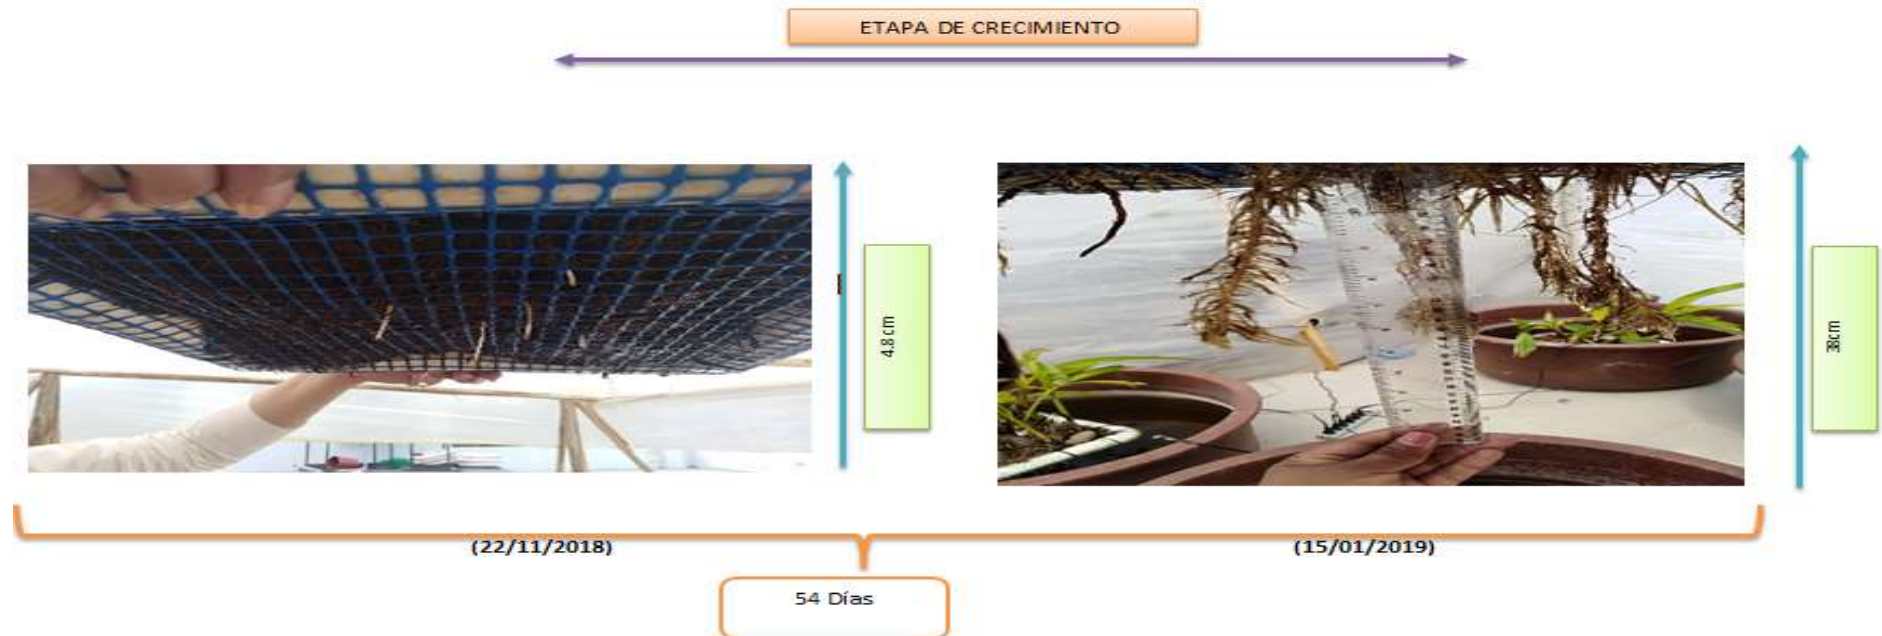 ETAPA DE CRECIMIENTO
4.8 cm
38cm
(22/11/2018)
(15/01/2019)
54 Días